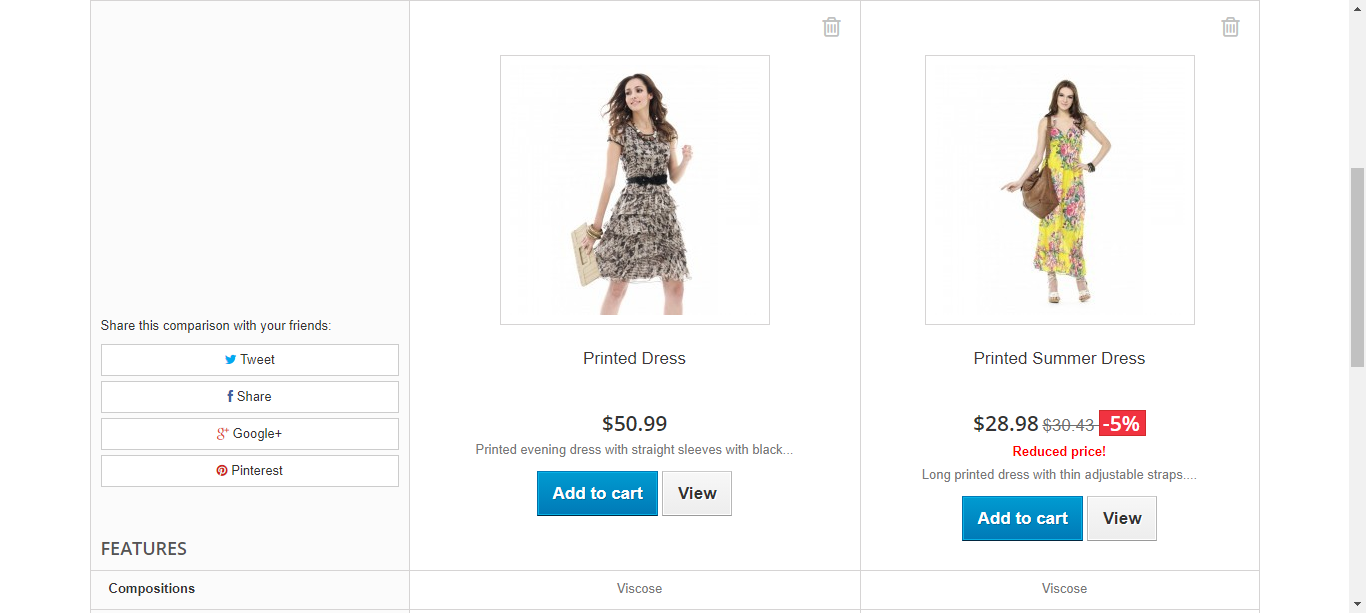 Share this comparison with your friends:
Tweet
Share
Google+
Pinterest
FEATURES
Printed Dress
$50.99
Printed evening dress with straight sleeves with black...
Add to cart View
Printed Summer Dress
$28.98 $30.43 -5%
Reduced price!
Long printed dress with thin adjustable straps....
Add to cart View
Compositions Viscose Viscose